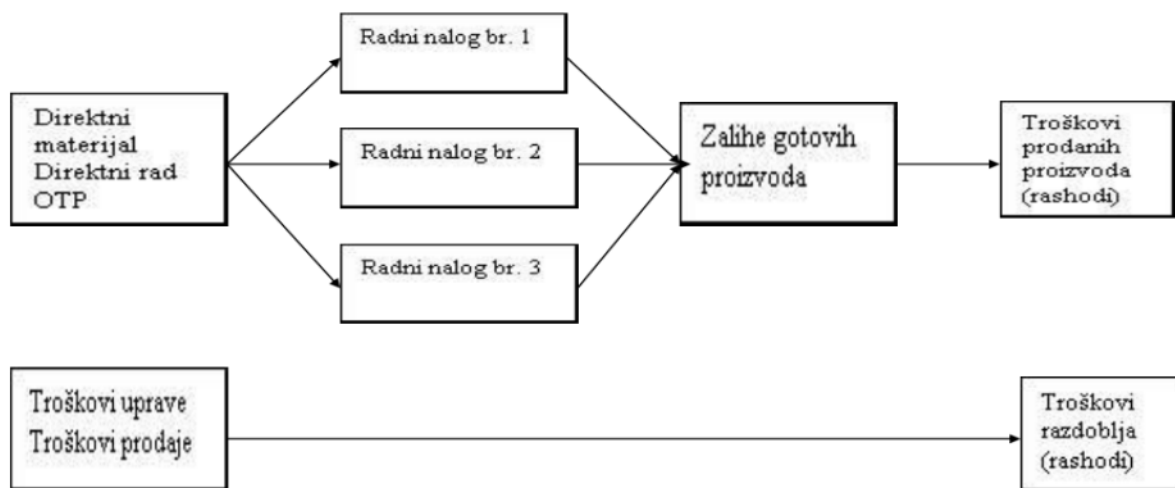 Direktni
materijal
Direktni rad
OTP
Radni nalog br. 1
Radni nalog br. 2
Radni nalog br. 3
Zalihe gotovih
proizvoda
Troškovi
prodanih
proizvoda
(rashodi)
Troškovi uprave
Troškovi prodaje
Troškovi
razdoblja
(rashodi)